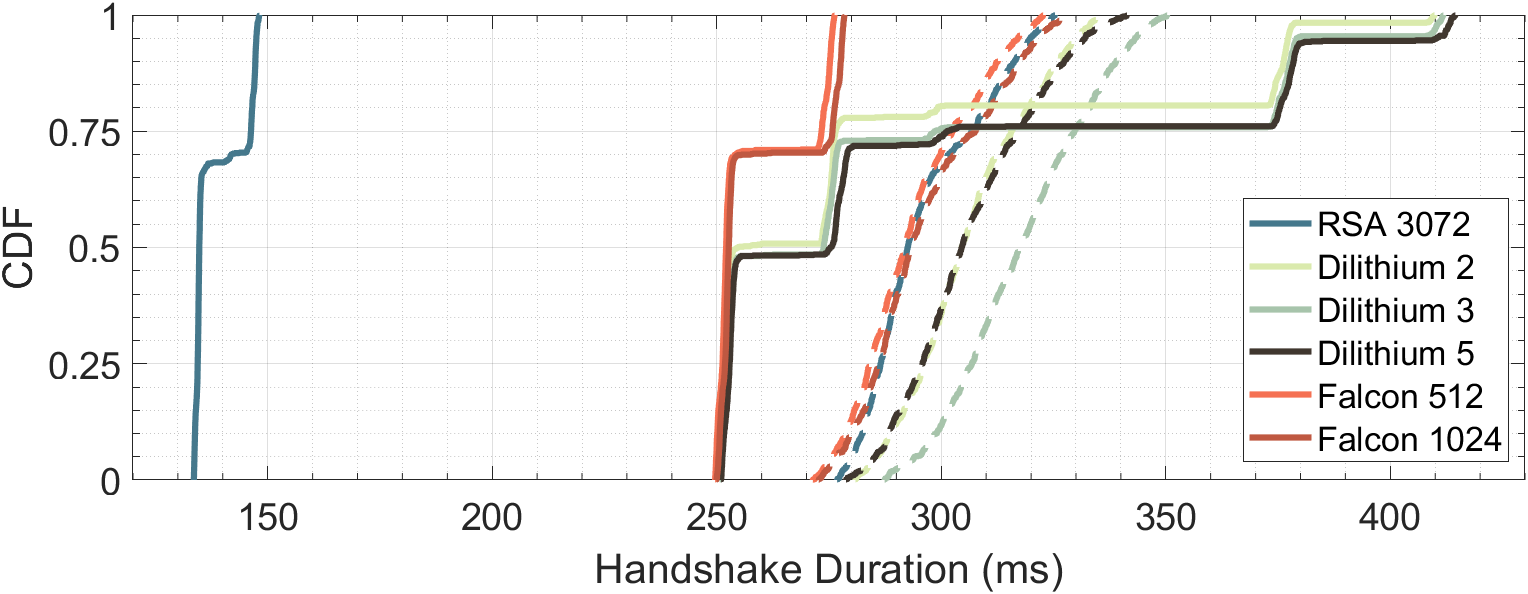 1
0.75
0.5
0.25
0
CDF
150 200 250 300 350 400
Handshake Duration (ms)
RSA 3072
Dilithium 2
Dilithium 3
Dilithium 5
Falcon 512
Falcon 1024